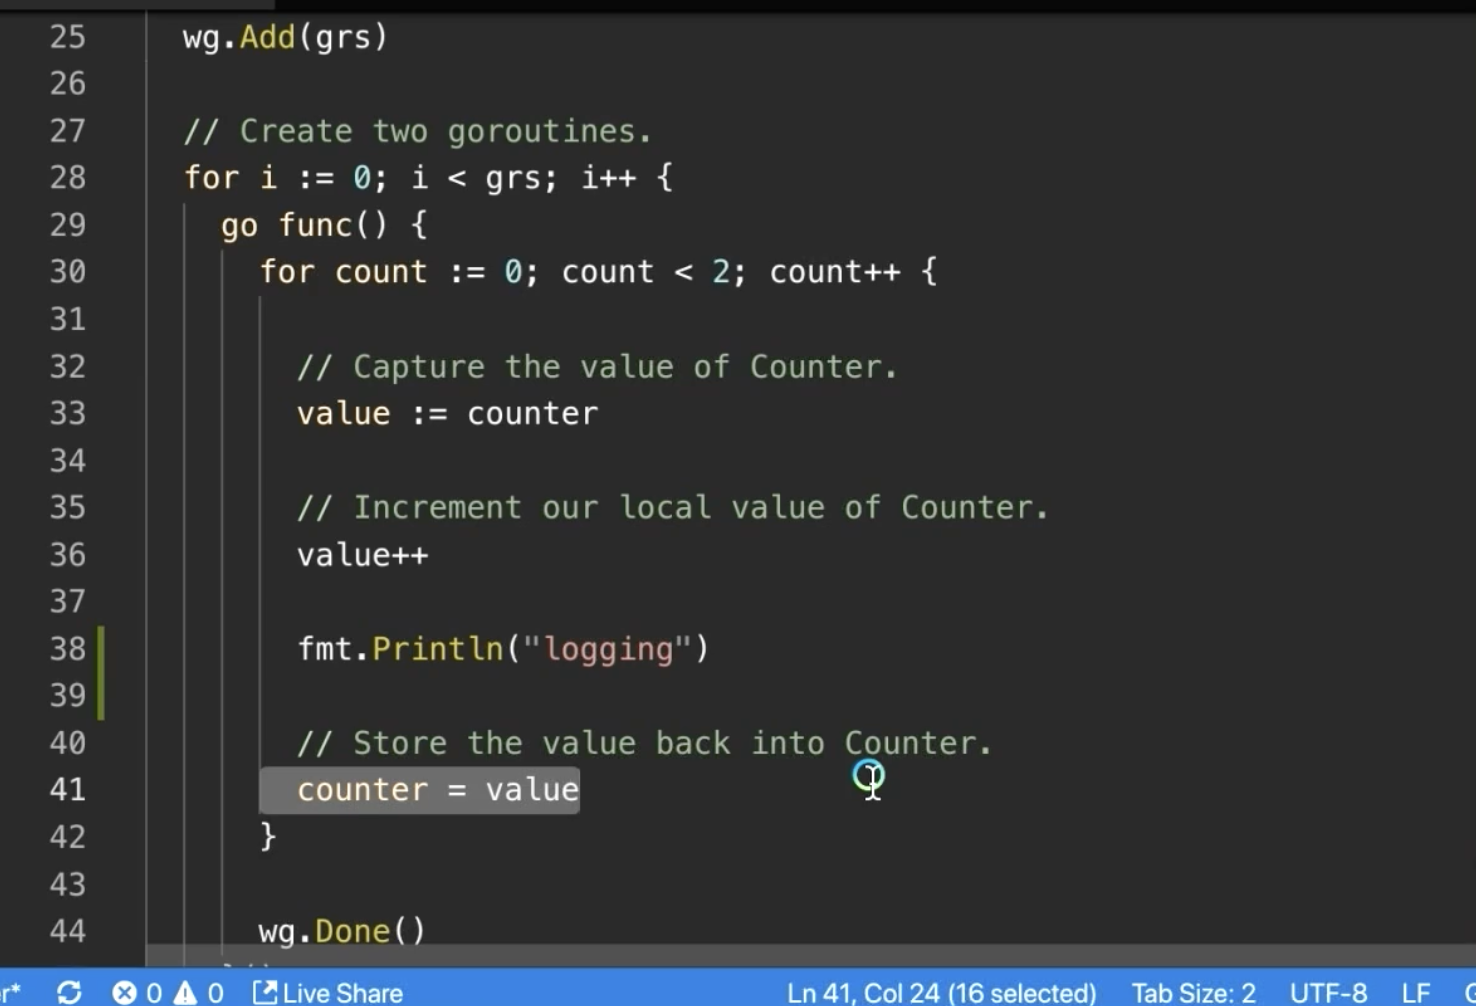 25 wg.Add(grs)
26
27 // Create two goroutines.
28 for i := 0; i < grs; i++ {
29 go func() {
30 for count := 0; count < 2; count++ {
31
32 // Capture the value of Counter.
33 value := counter
34
35 // Increment our local value of Counter.
36 value++
37
38 fmt.Println("logging")
39
40 // Store the value back into Counter.
41 counter = value
42 }
43
44 wg.Done()
r* 0 0 Live Share Ln 41, Col 24 (16 selected) Tab Size: 2 UTF-8 LF